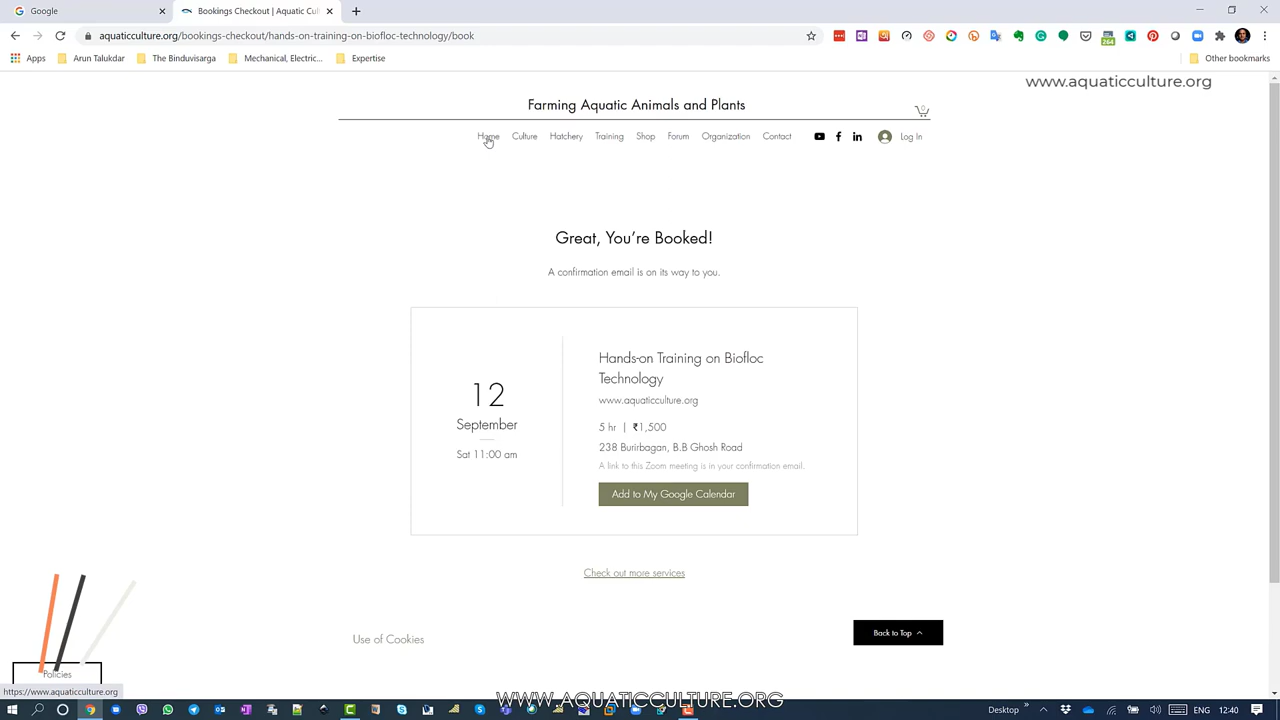 Google
Bookings Checkout | Aquatic Cul
aquaticculture.org/bookings-checkout/hands-on-training-on-biofloc-technology/book
264
Apps
Arun Talukdar
The Binduvisarga
Mechanical, Electric...
Expertise
Other bookmarks
www.aquaticculture.org
Farming Aquatic Animals and Plants
0
Home
Culture
Hatchery
Training
Shop
Forum
Organization
Contact
Log In
Great, You're Booked!
A confirmation email is on its way to you.
12
September
Sat 11:00 am
Hands-on Training on Biofloc
Technology
www.aquaticculture.org
5 hr | ₹1,500
238 Burirbagan, B.B Ghosh Road
A link to this Zoom meeting is in your confirmation email.
Add to My Google Calendar
Check out more services
Use of Cookies
Back to Top
Policies
https://www.aquaticculture.org
WWW.AQUATICCULTURE.ORG
Desktop
ENG
12:40